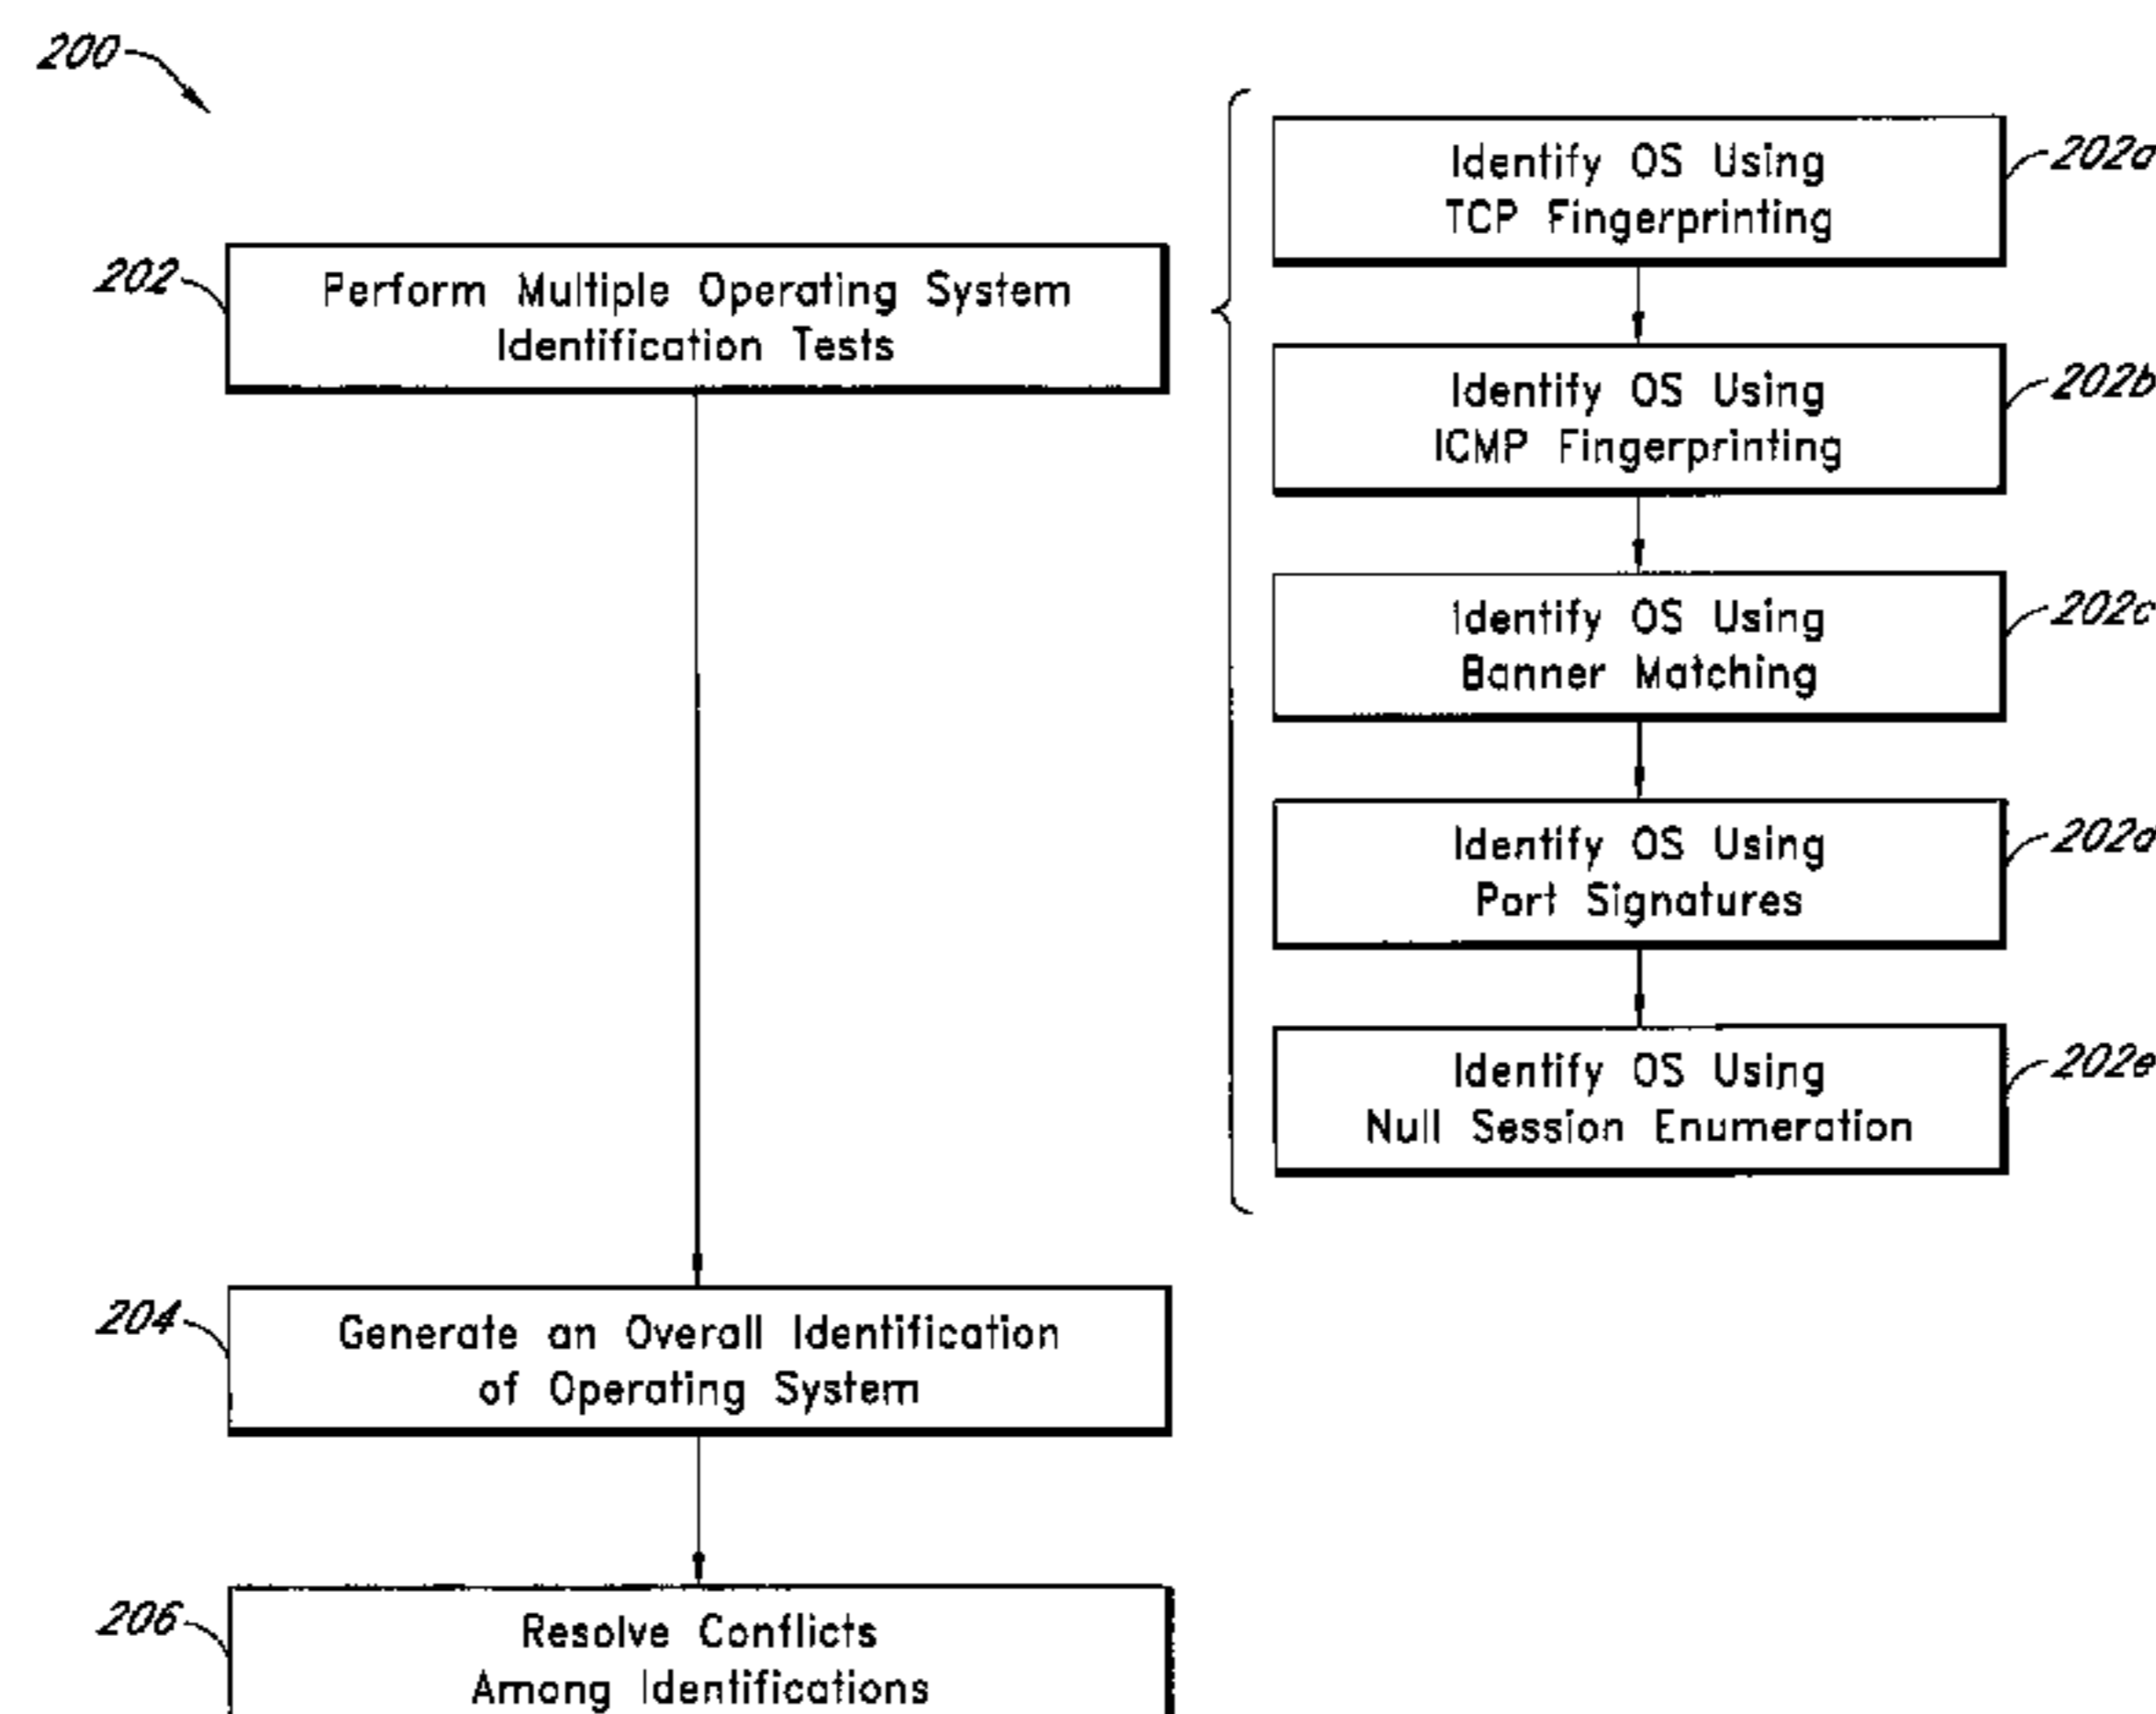 200
202
Perform Multiple Operating System
Identification Tests
Identify OS Using
TCP Fingerprinting
202a
Identify OS Using
ICMP Fingerprinting
202b
Identify OS Using
Banner Matching
202c
Identify OS Using
Port Signatures
202d
Identify OS Using
Null Session Enumeration
202e
204
Generate an Overall Identification
of Operating System
206
Resolve Conflicts
Among Identifications